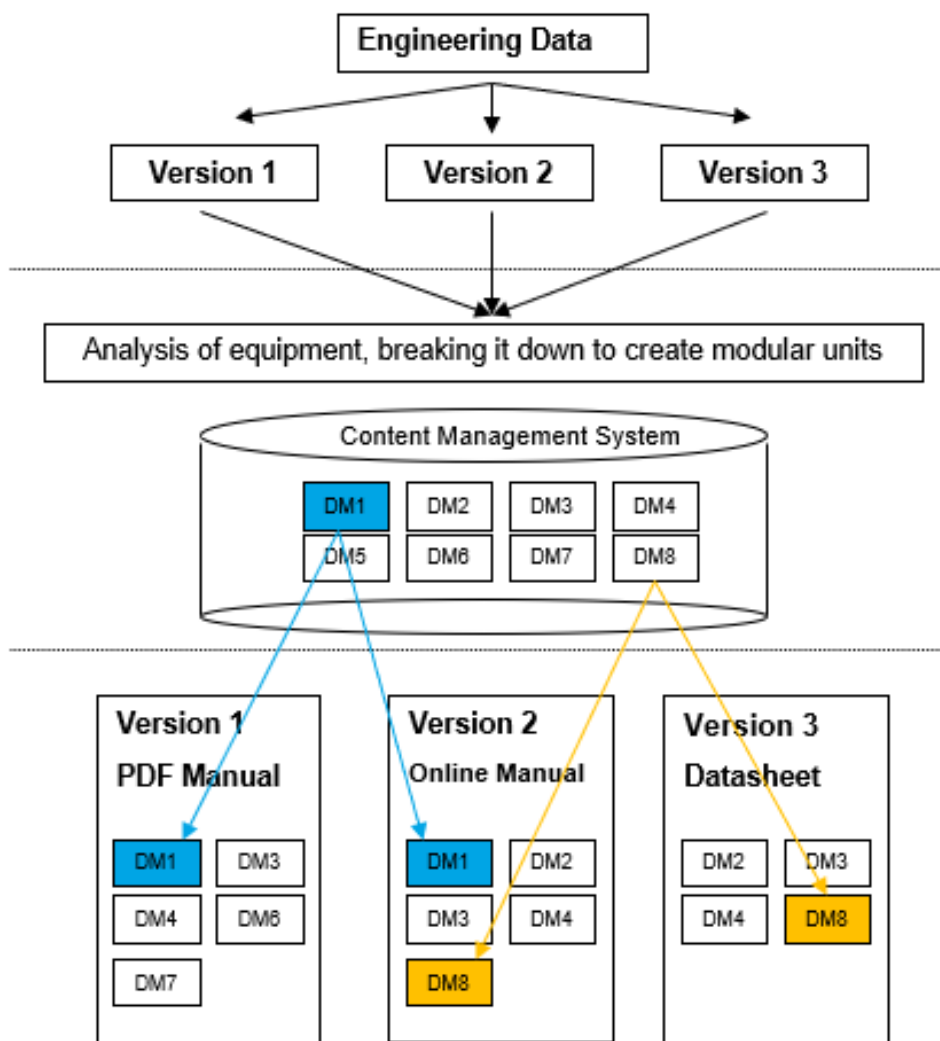 Engineering Data
Version 1
Version 2
Version 3
Analysis of equipment, breaking it down to create modular units
Content Management System
DM1
DM2
DM3
DM4
DM5
DM6
DM7
DM8
Version 1
PDF Manual
DM1
DM3
DM4
DM6
DM7
Version 2
Online Manual
DM1
DM2
DM3
DM4
DM8
Version 3
Datasheet
DM2
DM3
DM4
DM8